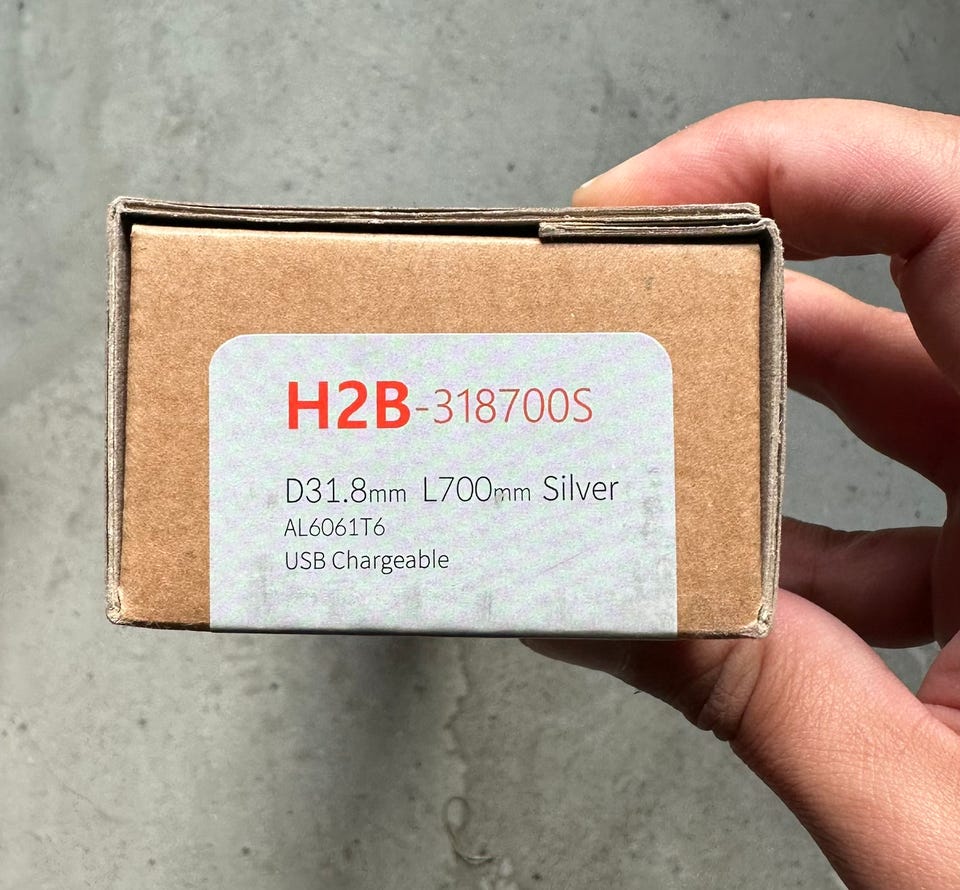 H2B-318700S
D31.8mm L700mm Silver
AL6061T6
USB Chargeable